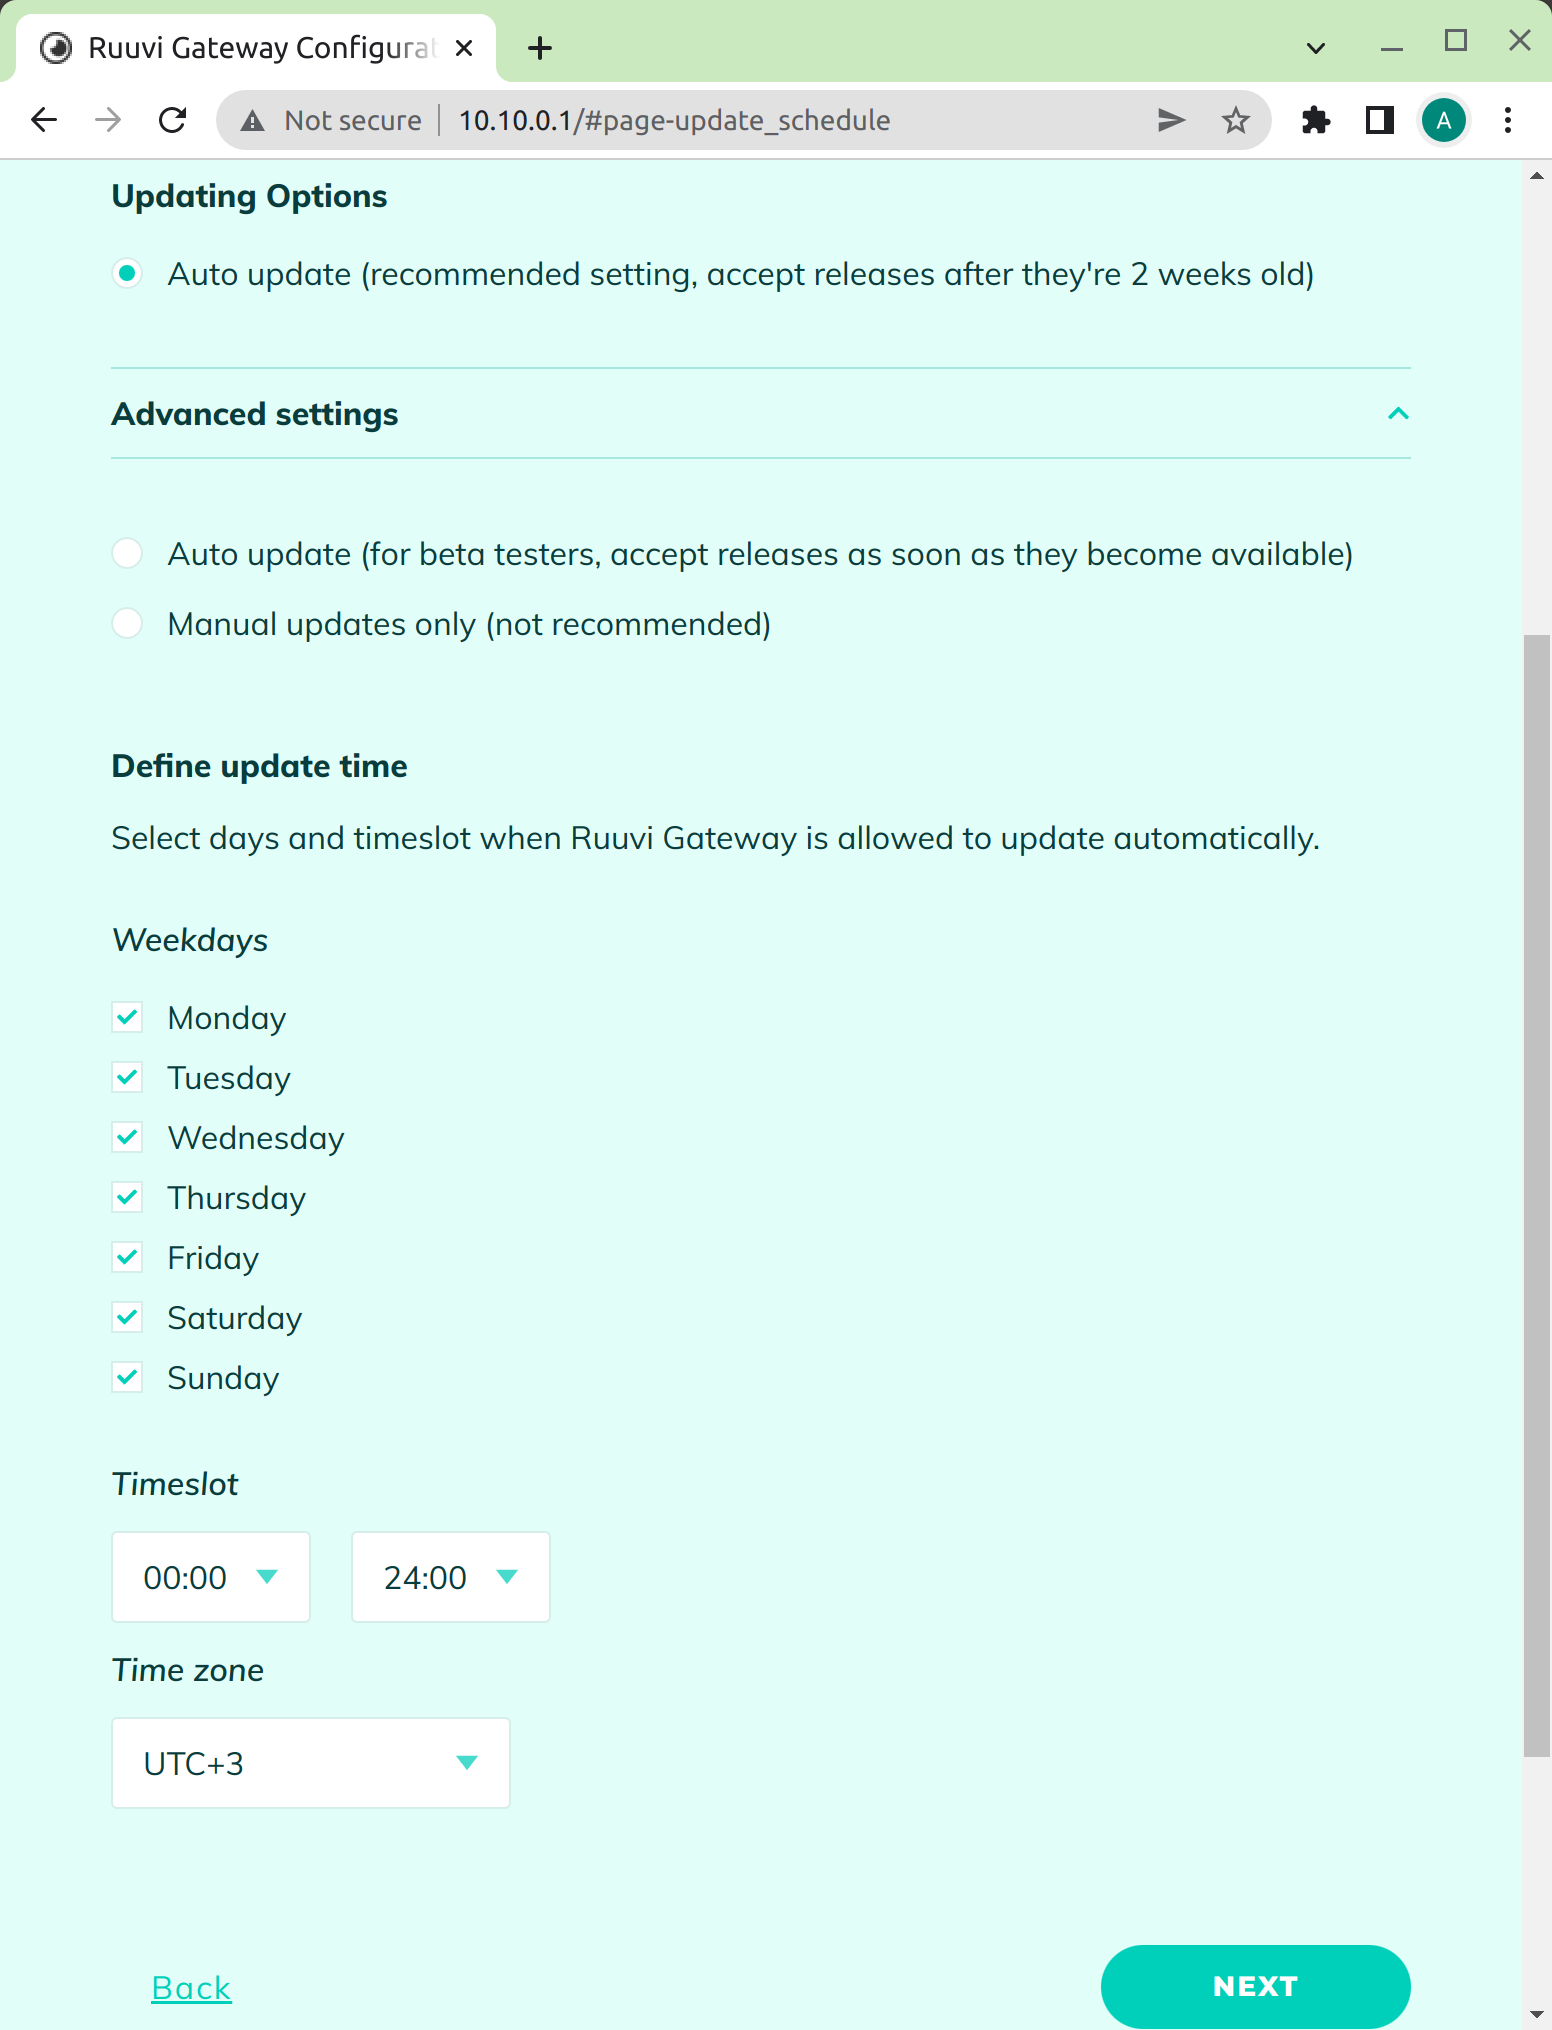 Ruuvi Gateway Configurat
Not secure
10.10.0.1/#page-update_schedule
A
Updating Options
Auto update (recommended setting, accept releases after they're 2 weeks old)
Advanced settings
Auto update (for beta testers, accept releases as soon as they become available)
Manual updates only (not recommended)
Define update time
Select days and timeslot when Ruuvi Gateway is allowed to update automatically.
Weekdays
Monday
Tuesday
Wednesday
Thursday
Friday
Saturday
Sunday
Timeslot
00:00 24:00
Time zone
UTC+3
Back NEXT